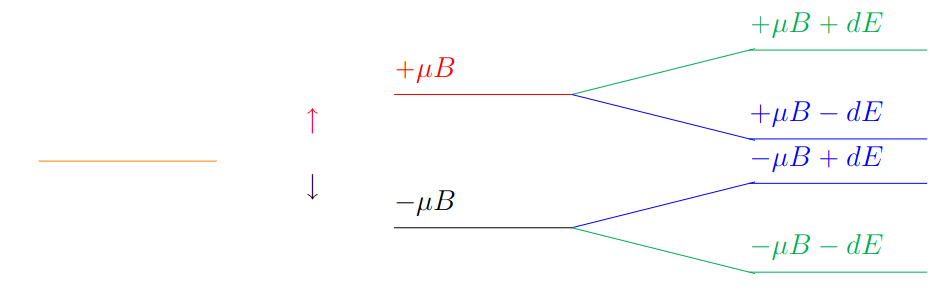 +μB + dE
+μB
+μB − dE
↑
−μB + dE
↓
−μB
−μB − dE